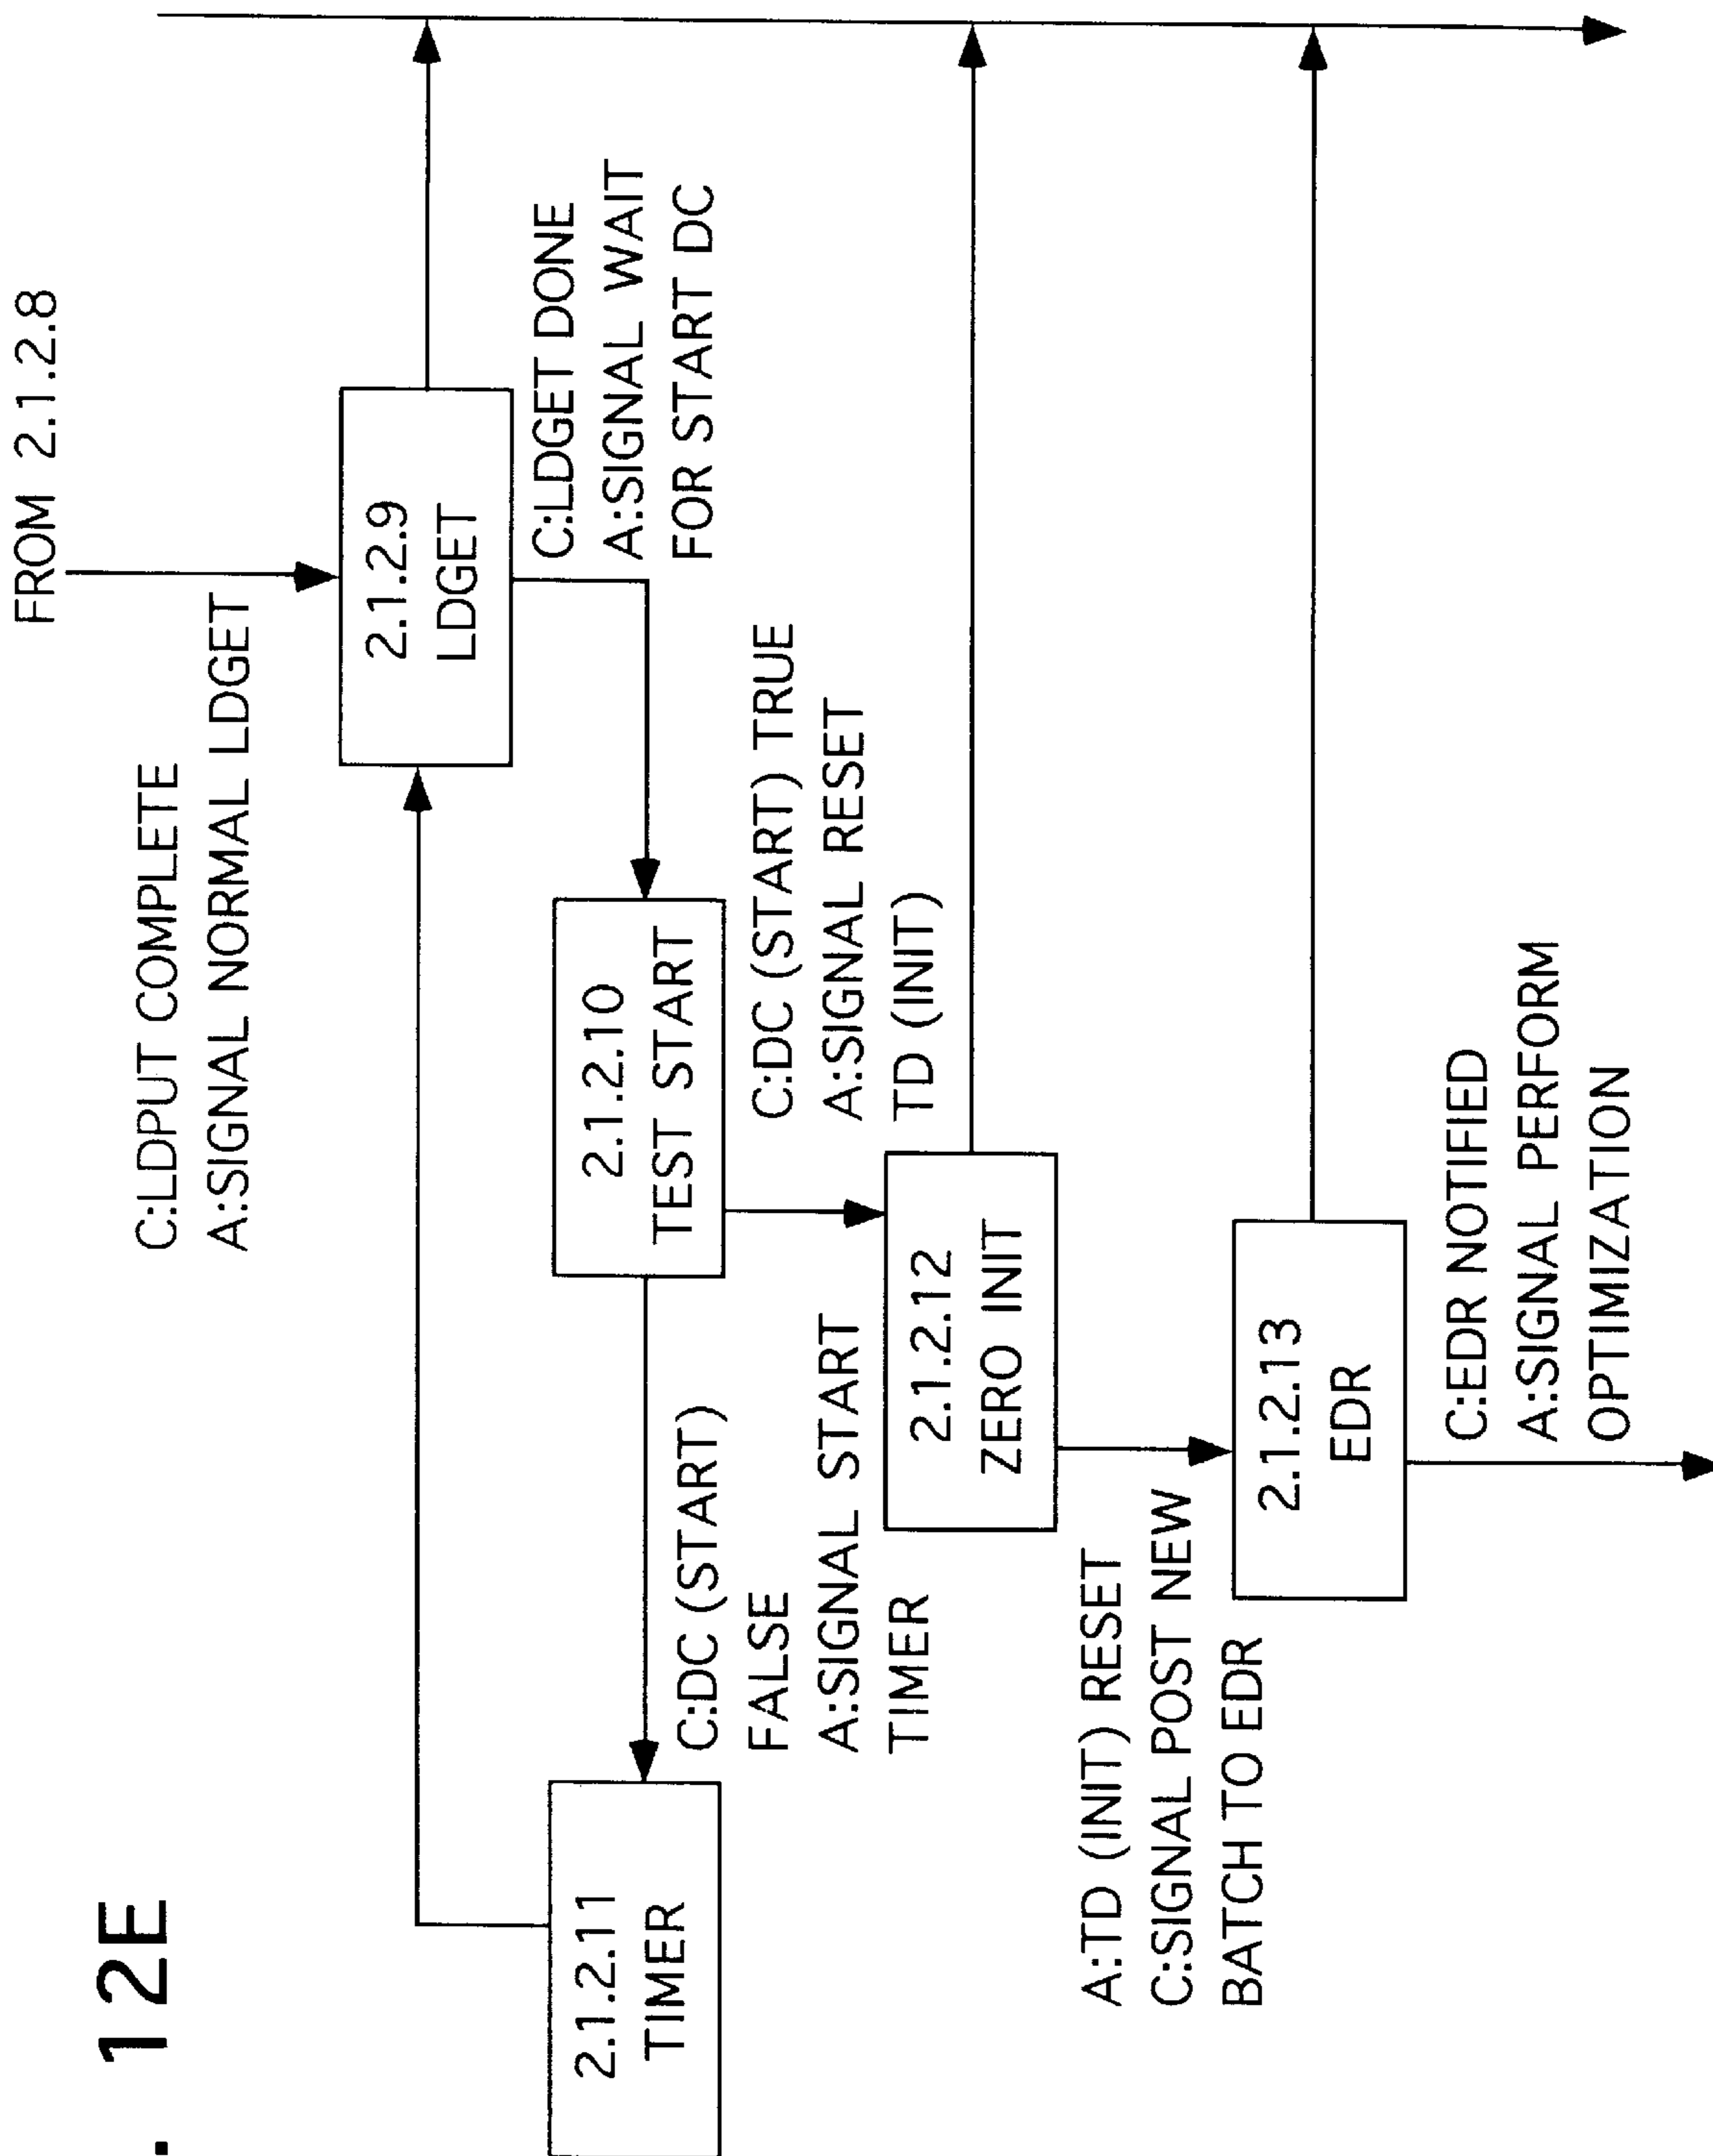 . 12E
FROM 2.1.2.8
C:LDPUT COMPLETE
A:SIGNAL NORMAL LDGET
2.1.2.9
LDGET
C:LDGET DONE
A:SIGNAL WAIT
FOR START DC
2.1.2.11
TIMER
2.1.2.10
TEST START
C:DC (START)
FALSE
A:SIGNAL START
TIMER
C:DC (START) TRUE
A:SIGNAL RESET
TD (INIT)
2.1.2.12
ZERO INIT
A:TD (INIT) RESET
C:SIGNAL POST NEW
BATCH TO EDR
2.1.2.13
EDR
C:EDR NOTIFIED
A:SIGNAL PERFORM
OPTIMIZATION